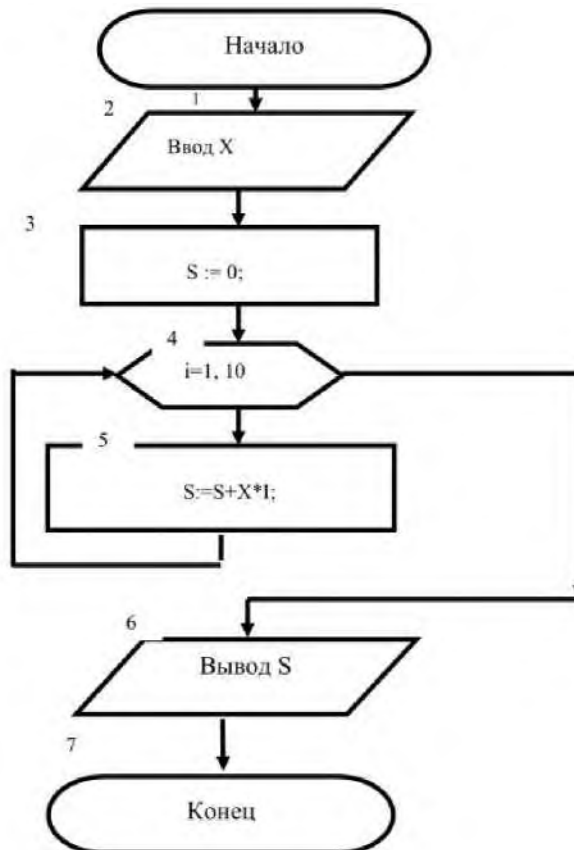 Начало
1
2
Ввод X
3
S := 0;
4
i=1, 10
5
S:=S+X*I;
6
Вывод S
7
Конец